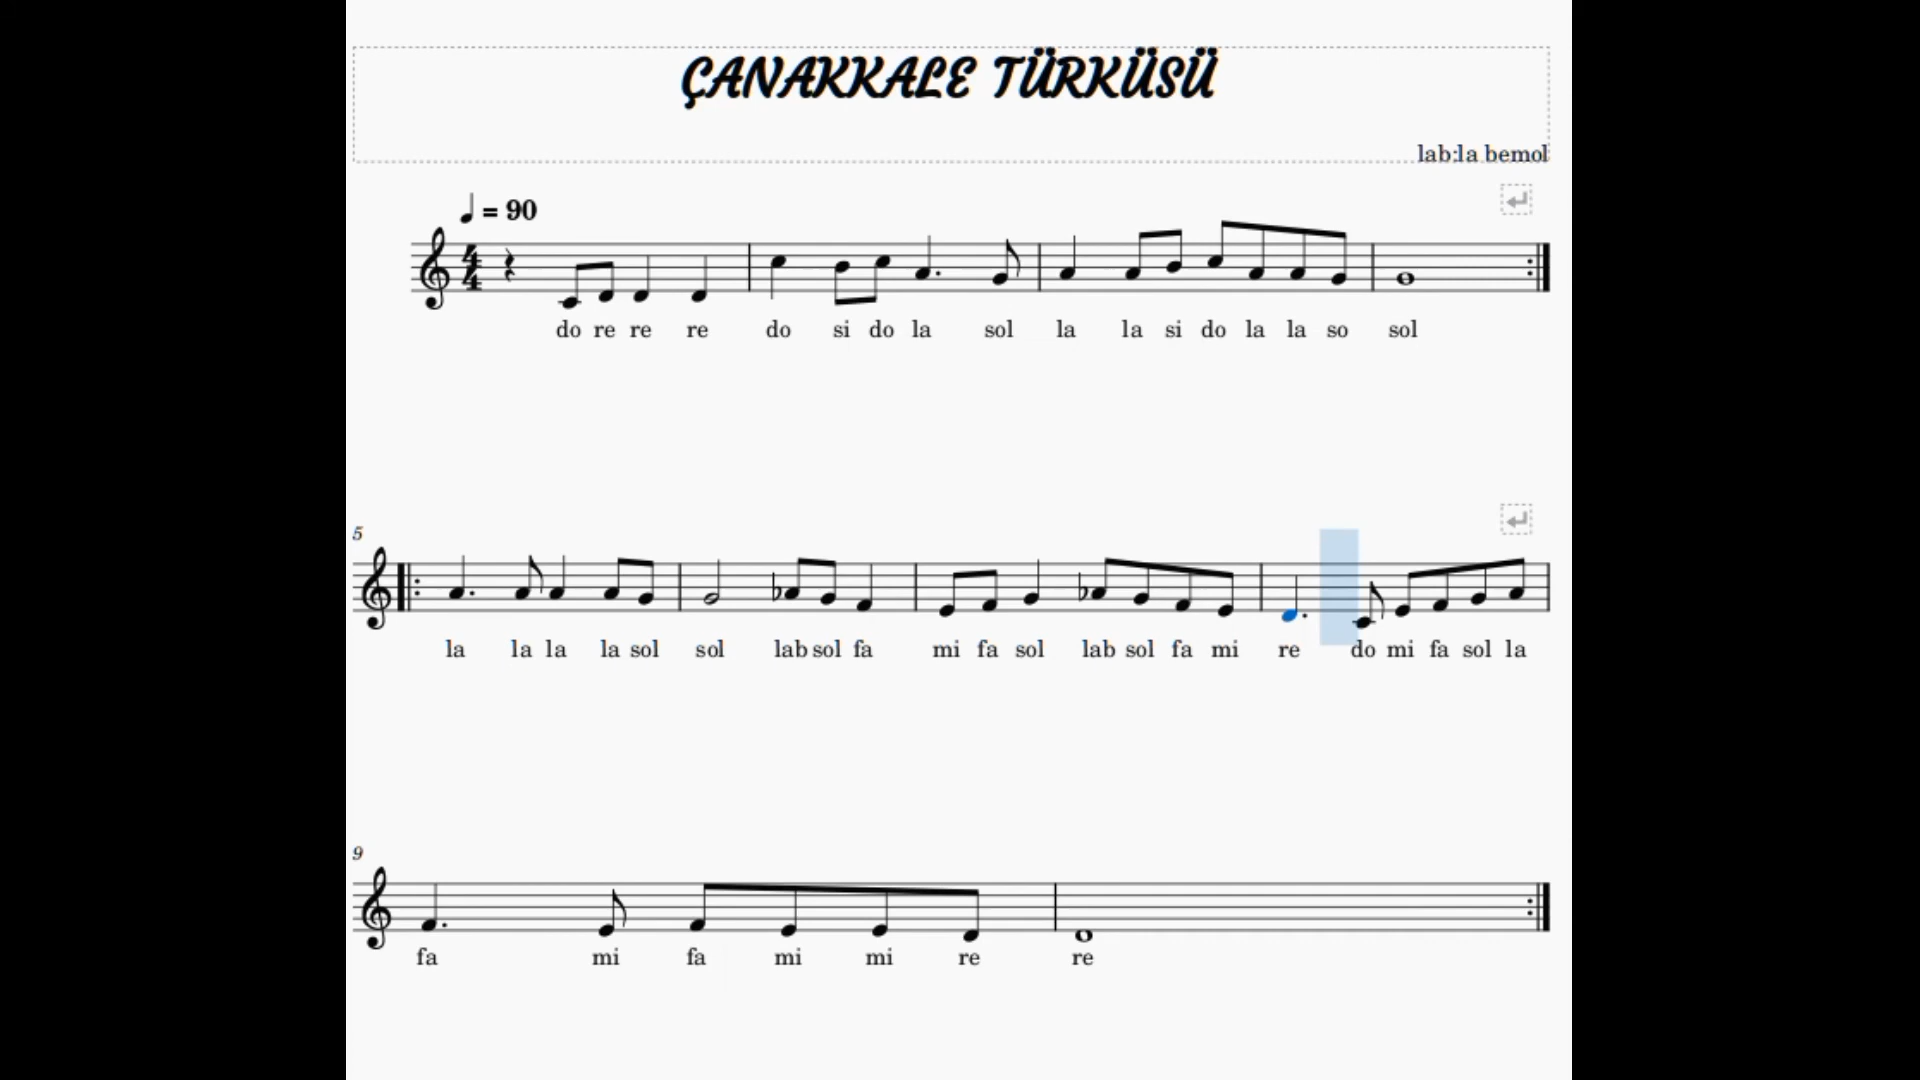 ÇANAKKALE TÜRKÜSÜ
lab:la bemol
= 90
4
4
do re re re do si do la sol la la si do la la so sol
5
la la la la sol sol lab sol fa mi fa sol lab sol fa mi re do mi fa sol la
9
fa mi fa mi mi re re